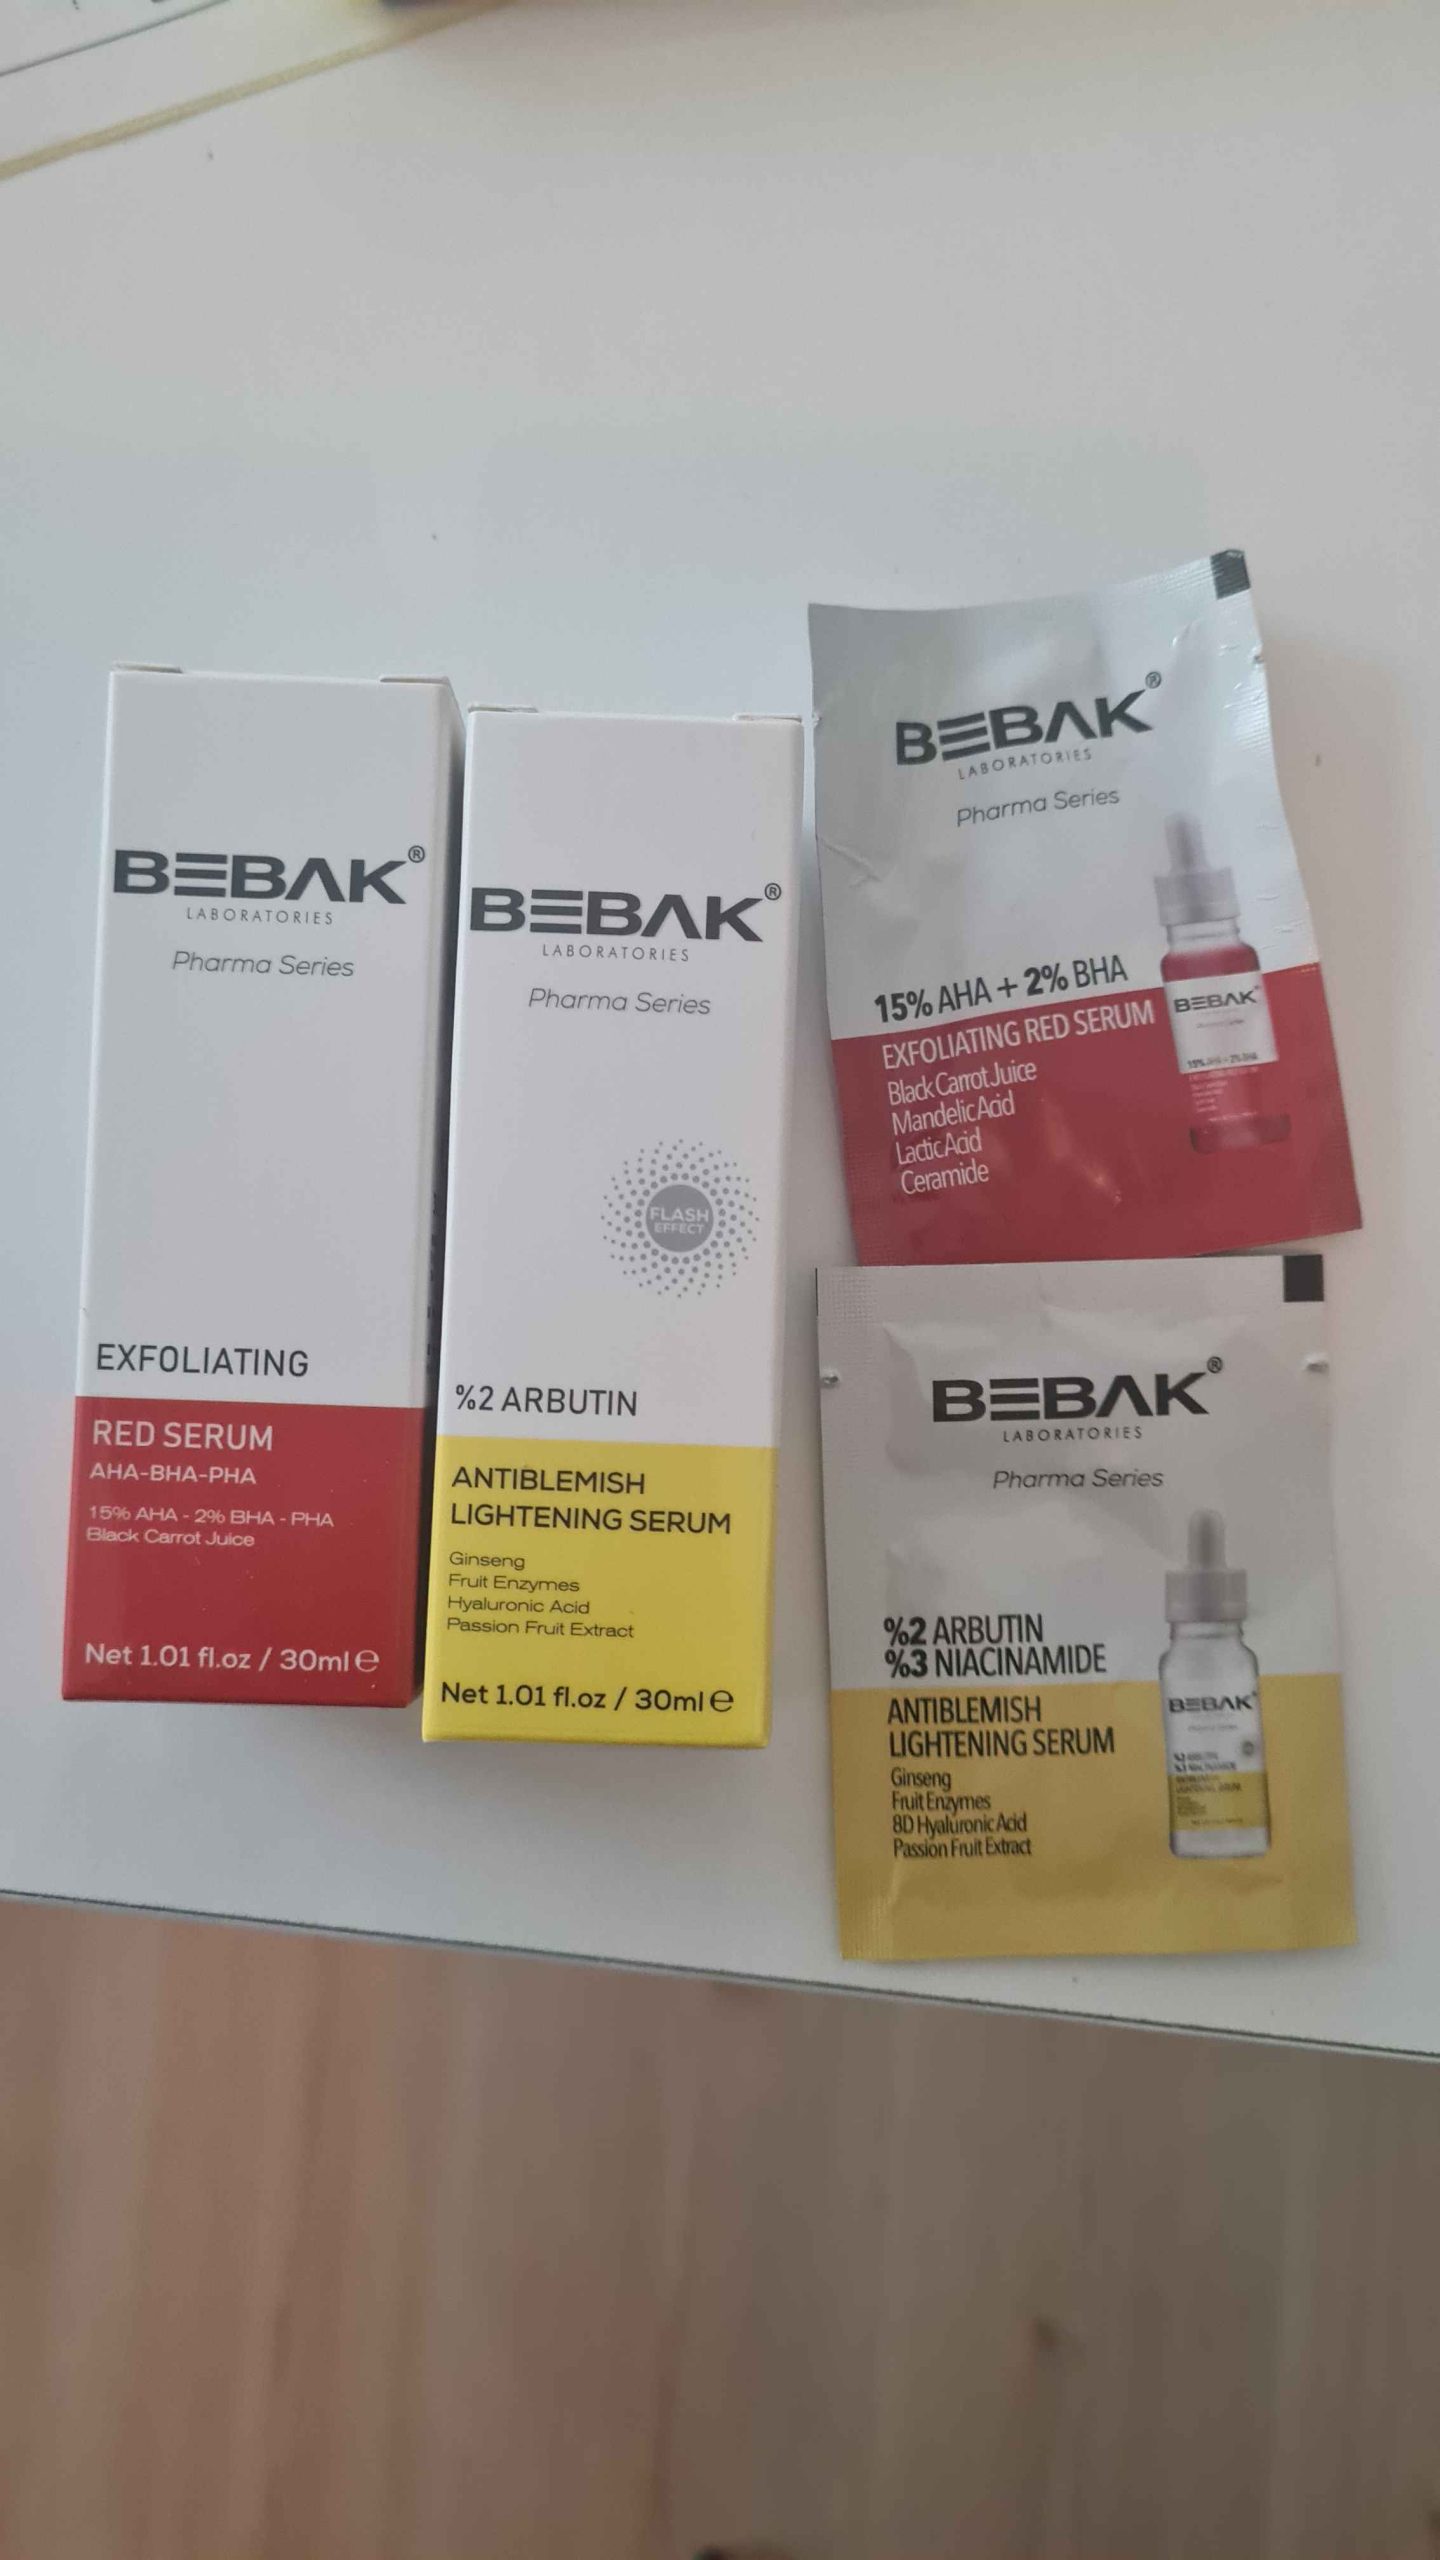 BEBAK®
LABORATORIES
Pharma Series
EXFOLIATING
RED SERUM
AHA-BHA-PHA
15% AHA - 2% BHA - PHA
Black Carrot Juice
Net 1.01 fl.oz / 30ml e
BEBAK®
LABORATORIES
Pharma Series
FLASH
EFFECT
%2 ARBUTIN
ANTIBLEMISH
LIGHTENING SERUM
Ginseng
Fruit Enzymes
Hyaluronic Acid
Passion Fruit Extract
Net 1.01 fl.oz / 30ml e
BEBAK®
LABORATORIES
Pharma Series
15% AHA + 2% BHA
EXFOLIATING RED SERUM
Black Carrot Juice
Mandelic Acid
Lactic Acid
Ceramide
BEBAK
15% AHA + 2% BHA
BEBAK®
LABORATORIES
Pharma Series
%2 ARBUTIN
%3 NIACINAMIDE
ANTIBLEMISH
LIGHTENING SERUM
Ginseng
Fruit Enzymes
8D Hyaluronic Acid
Passion Fruit Extract
BEBAK